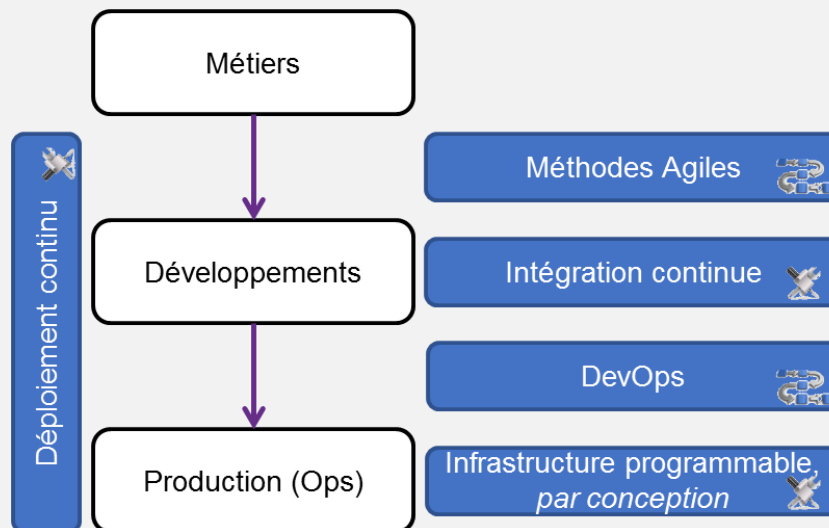 Métiers
Déploiement continu
Méthodes Agiles
Développements
Intégration continue
DevOps
Production (Ops)
Infrastructure programmable,
par conception